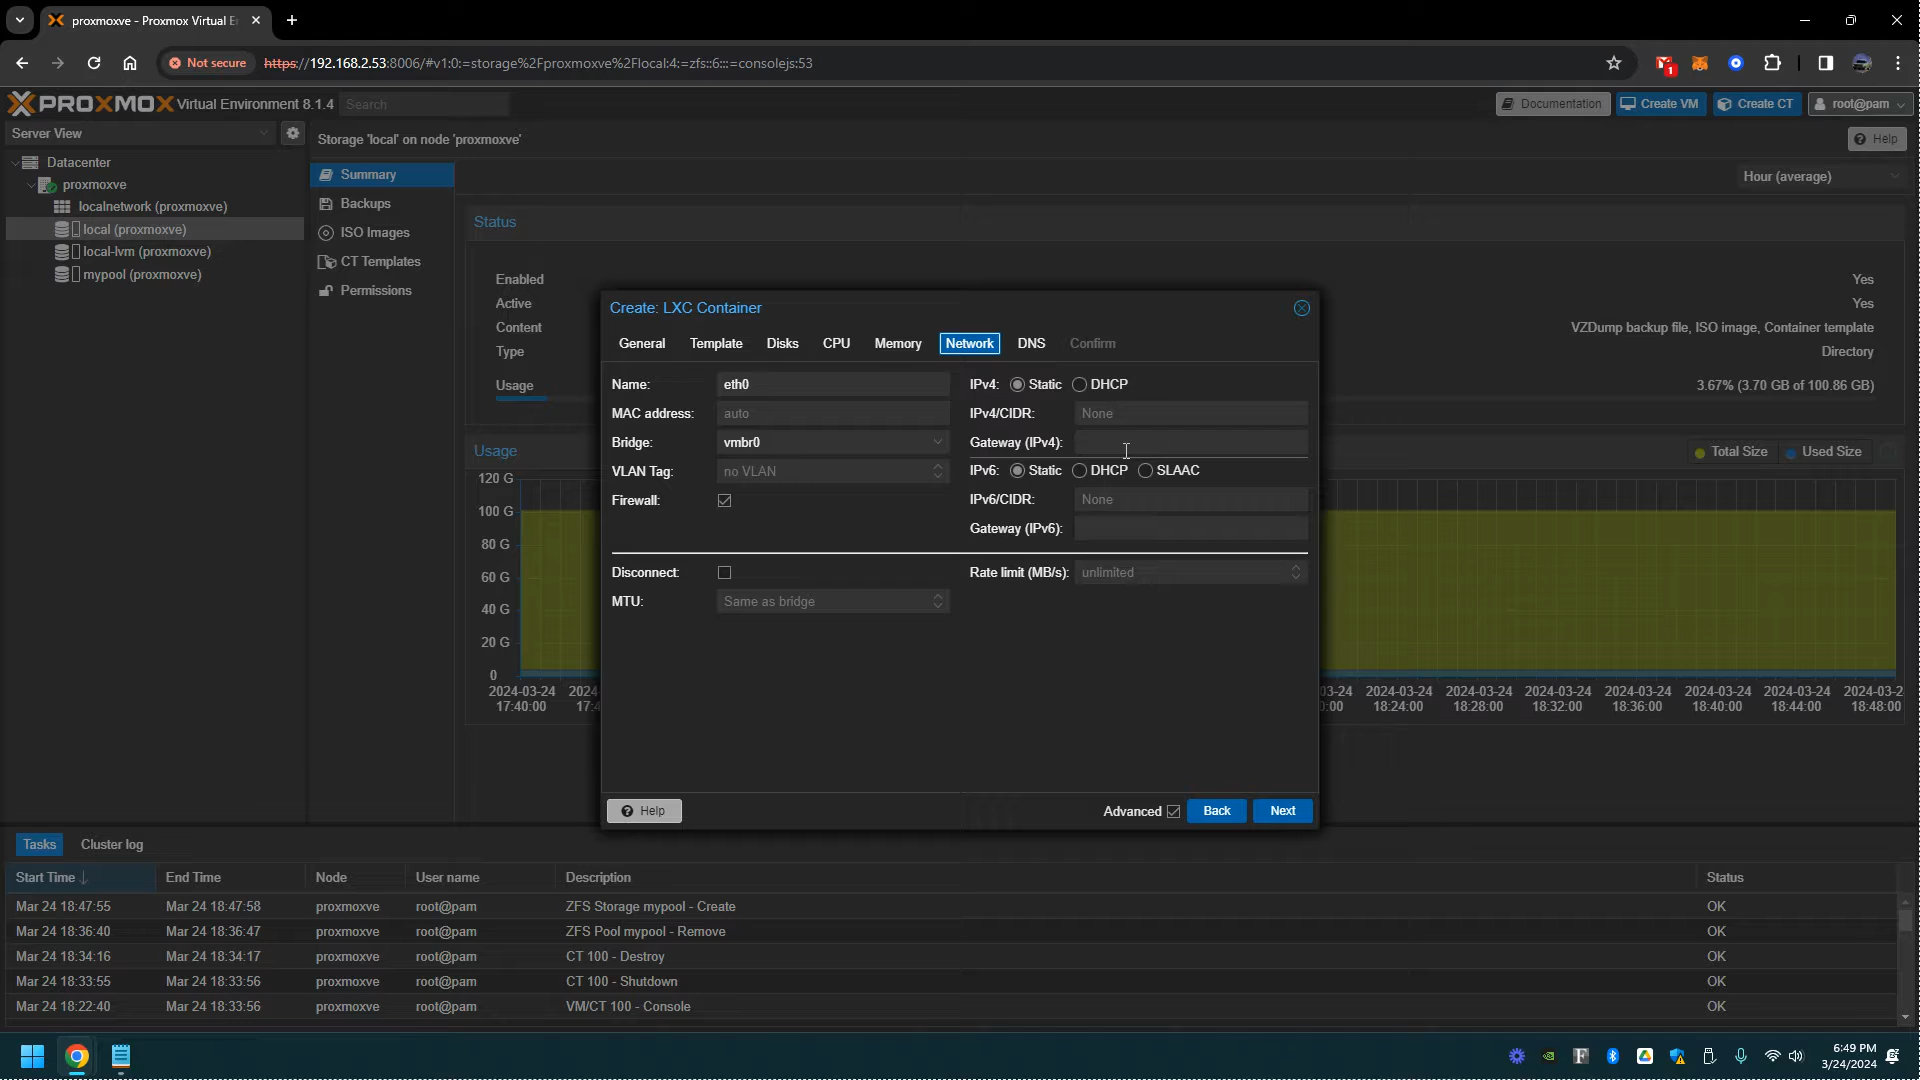 proxmoxve - Proxmox Virtual E
Not secure https://192.168.2.53:8006/#v1:0:=storage%2Fproxmoxve%2Flocal:4:=zfs::6:::=consolejs:53
1
PROXMOX Virtual Environment 8.1.4 Search
Documentation Create VM Create CT root@pam
Server View
Storage 'local' on node 'proxmoxve'
Help
Datacenter
proxmoxve
localnetwork (proxmoxve)
local (proxmoxve)
local-lvm (proxmoxve)
mypool (proxmoxve)
Summary
Backups
ISO Images
CT Templates
Permissions
Hour (average)
Status
Enabled Yes
Active Yes
Content VZDump backup file, ISO image, Container template
Type Directory
Usage 3.67% (3.70 GB of 100.86 GB)
Usage
Total Size Used Size
120 G
100 G
80 G
60 G
40 G
20 G
0
2024-03-24
17:40:00
2024
17:4
03-24
0:00
2024-03-24
18:24:00
2024-03-24
18:28:00
2024-03-24
18:32:00
2024-03-24
18:36:00
2024-03-24
18:40:00
2024-03-24
18:44:00
2024-03-2
18:48:00
Create: LXC Container
General Template Disks CPU Memory Network DNS Confirm
Name: eth0
MAC address: auto
Bridge: vmbr0
VLAN Tag: no VLAN
Firewall:
IPv4: Static DHCP
IPv4/CIDR: None
Gateway (IPv4):
IPv6: Static DHCP SLAAC
IPv6/CIDR: None
Gateway (IPv6):
Disconnect:
MTU: Same as bridge
Rate limit (MB/s): unlimited
Help
Advanced Back Next
Tasks Cluster log
Start Time End Time Node User name Description Status
Mar 24 18:47:55 Mar 24 18:47:58 proxmoxve root@pam ZFS Storage mypool - Create OK
Mar 24 18:36:40 Mar 24 18:36:47 proxmoxve root@pam ZFS Pool mypool - Remove OK
Mar 24 18:34:16 Mar 24 18:34:17 proxmoxve root@pam CT 100 - Destroy OK
Mar 24 18:33:55 Mar 24 18:33:56 proxmoxve root@pam CT 100 - Shutdown OK
Mar 24 18:22:40 Mar 24 18:33:56 proxmoxve root@pam VM/CT 100 - Console OK
6:49 PM
3/24/2024